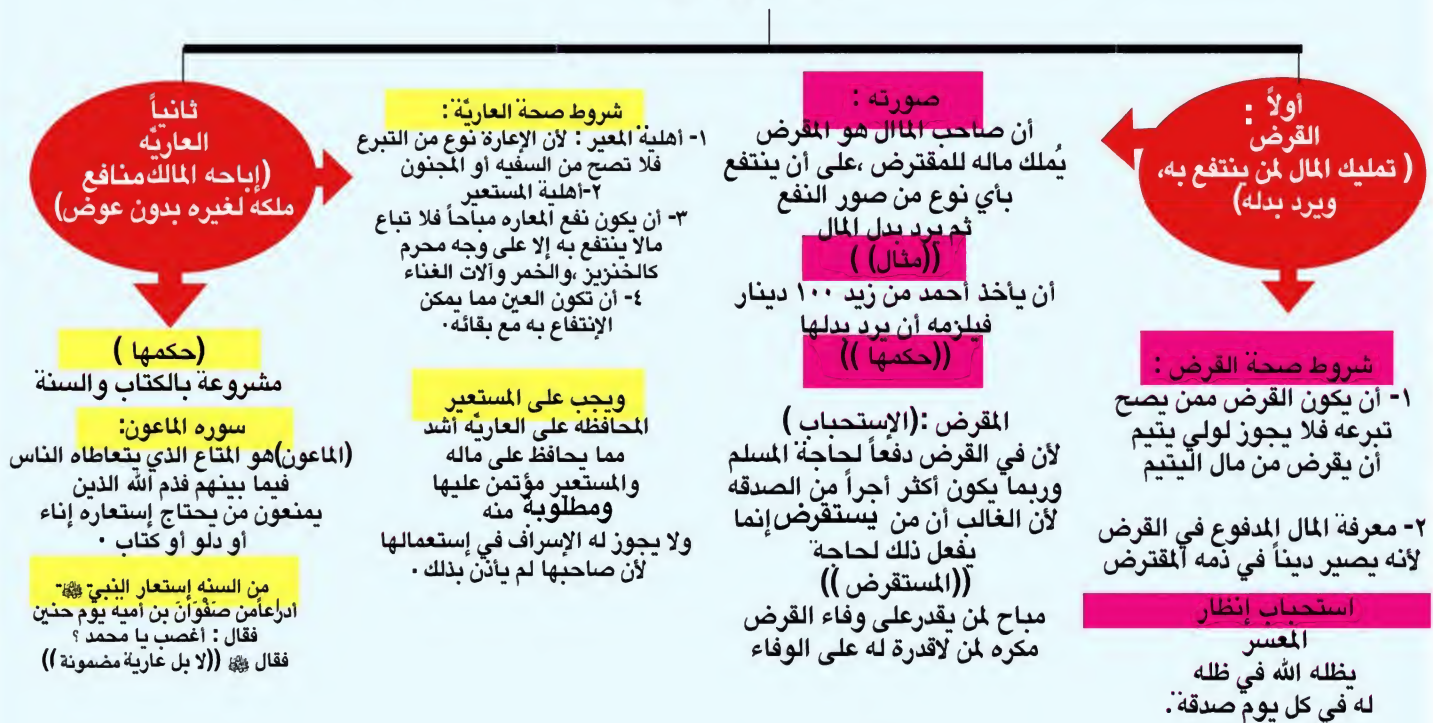 أولاً :
القرض
( تمليك المال لمن ينتفع به،
ويرد بدله)
صورته :
أن صاحب الماال هو المقرض
يُملك ماله للمقترض ،على أن ينتفع
بأي نوع من صور النفع
ثم يرد بدل المال
((مثال) )
أن يأخذ أحمد من زيد ١٠٠ دينار
فيلزمه أن يرد بدلها
((حكمها ))
المقرض :(الإستحباب )
لأن في القرض دفعاً لحاجة المسلم
وربما يكون أكثر أجراً من الصدقه
لأن الغالب أن من يستقرض إنما
يفعل ذلك لحاجة
((المستقرض ))
مباح لمن يقدرعلى وفاء القرض
مكره لمن لاقدرة له على الوفاء
شروط صحة القرض :
١- أن يكون القرض ممن يصح
تبرعه فلا يجوز لولي يتيم
أن يقرض من مال اليتيم
٢- معرفة المال المدفوع في القرض
لأنه يصير ديناً في ذمه المقترض
استحباب إنظار
المعسر
يظله الله في ظله
له في كل يوم صدقة .
ثانياً
العاريَّه
(إباحه المالك منافع
ملكه لغيره بدون عوض)
شروط صحة العاريَّة :
١- أهلية المعير : لأن الإعارة نوع من التبرع
فلا تصح من السفيه أو المجنون
٢-أهلية المستعير
٣- أن يكون نفع المعاره مباحاً فلا تباع
مالا ينتفع به إلا على وجه محرم
كالخنزيز ،والخمر وآلات الغناء
٤- أن تكون العين مما يمكن
الإنتفاع به مع بقائه.
ويجب على المستعير
المحافظه على العاريَّه أشد
مما يحافظ على ماله
والمستعير مؤتمن عليها
ومطلوبة منه
ولا يجوز له الإسراف في إستعمالها
لأن صاحبها لم يأذن بذلك .
(حكمها )
مشروعة بالكتاب والسنة
سوره الماعون:
(الماعون)هو المتاع الذي يتعاطاه الناس
فيما بينهم فذم الله الذين
يمنعون من يحتاج إستعاره إناء
أو دلو أو كتاب .
من السنه إستعار النبي ﷺ-
أدراعاًمن صَفْوَانَ بن أمية يوم حنين
فقال : أغصب يا محمد ؟
فقال ﷺ ((لا بل عارية مضمونة ))